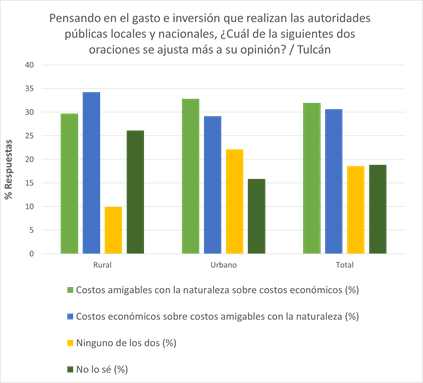 Pensando en el gasto e inversión que realizan las autoridades
públicas locales y nacionales, ¿Cuál de la siguientes dos
oraciones se ajusta más a su opinión? / Tulcán
40
35
30
25
20
15
10
5
0
% Respuestas
Rural Urbano Total
Costos amigables con la naturaleza sobre costos económicos (%)
Costos económicos sobre costos amigables con la naturaleza (%)
Ninguno de los dos (%)
No lo sé (%)